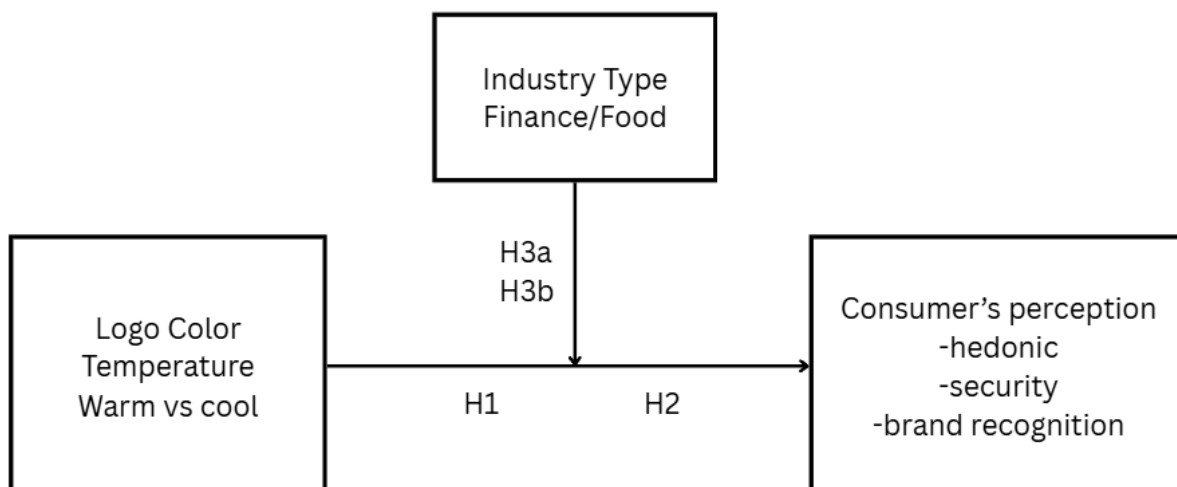 Industry Type
Finance/Food
H3a
H3b
Logo Color
Temperature
Warm vs cool
H1
H2
Consumer’s perception
-hedonic
-security
-brand recognition